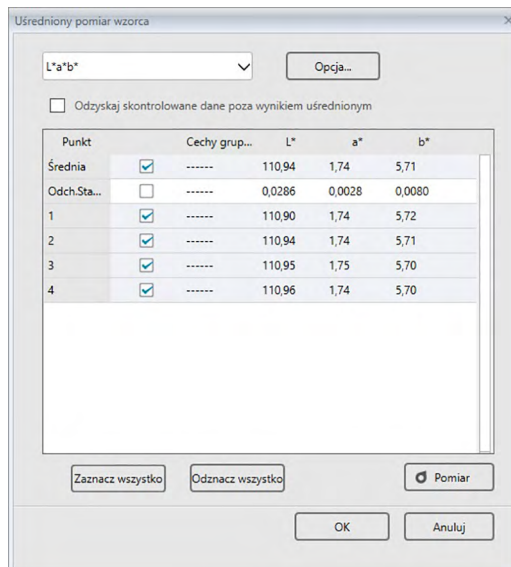 Uśredniony pomiar wzorca
L*a*b*
Opcja...
Odzyskaj skontrolowane dane poza wynikiem uśrednionym
Punkt Cechy grup... L* a* b*
Średnia ------ 110,94 1,74 5,71
Odch.Sta... ------ 0,0286 0,0028 0,0080
1 ------ 110,90 1,74 5,72
2 ------ 110,94 1,74 5,71
3 ------ 110,95 1,75 5,70
4 ------ 110,96 1,74 5,70
Zaznacz wszystko Odznacz wszystko Pomiar
OK Anuluj